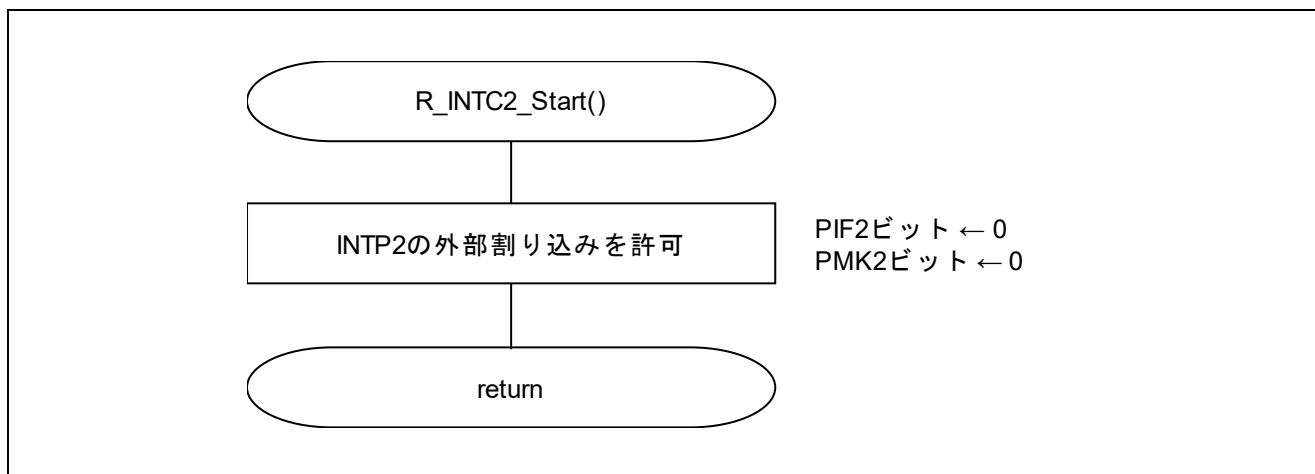 R_INTC2_Start()
INTP2の外部割り込みを許可
PIF2ビット ← 0
PMK2ビット ← 0
return